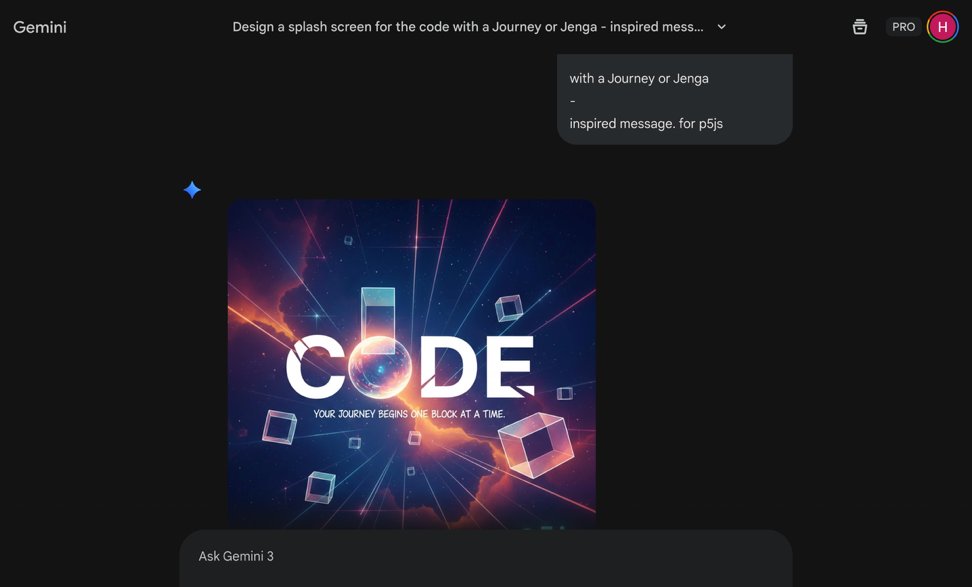 Gemini
Design a splash screen for the code with a Journey or Jenga - inspired mess...
PRO
H
with a Journey or Jenga
-
inspired message. for p5js
CODE
YOUR JOURNEY BEGINS ONE BLOCK AT A TIME.
Ask Gemini 3